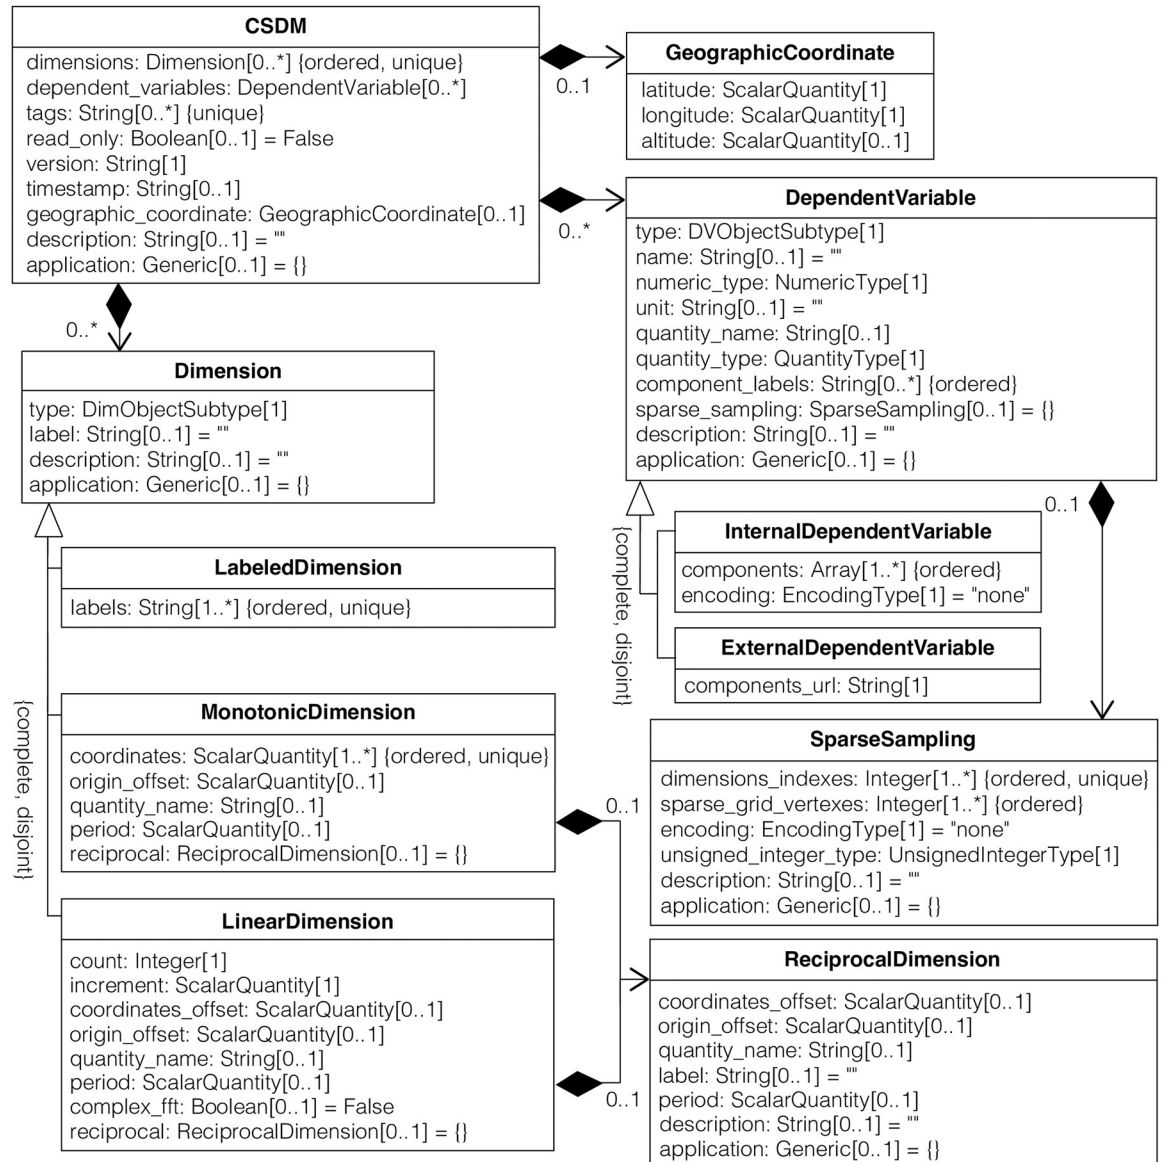 CSDM
dimensions: Dimension[0..*] {ordered, unique}
dependent_variables: DependentVariable[0..*]
tags: String[0..*] {unique}
read_only: Boolean[0..1] = False
version: String[1]
timestamp: String[0..1]
geographic_coordinate: GeographicCoordinate[0..1]
description: String[0..1] = ""
application: Generic[0..1] = {}
0..1
GeographicCoordinate
latitude: ScalarQuantity[1]
longitude: ScalarQuantity[1]
altitude: ScalarQuantity[0..1]
0..*
DependentVariable
type: DVObjectSubtype[1]
name: String[0..1] = ""
numeric_type: NumericType[1]
unit: String[0..1] = ""
quantity_name: String[0..1]
quantity_type: QuantityType[1]
component_labels: String[0..*] {ordered}
sparse_sampling: SparseSampling[0..1] = {}
description: String[0..1] = ""
application: Generic[0..1] = {}
0..*
Dimension
type: DimObjectSubtype[1]
label: String[0..1] = ""
description: String[0..1] = ""
application: Generic[0..1] = {}
{complete, disjoint}
LabeledDimension
labels: String[1..*] {ordered, unique}
MonotonicDimension
coordinates: ScalarQuantity[1..*] {ordered, unique}
origin_offset: ScalarQuantity[0..1]
quantity_name: String[0..1]
period: ScalarQuantity[0..1]
reciprocal: ReciprocalDimension[0..1] = {}
0..1
LinearDimension
count: Integer[1]
increment: ScalarQuantity[1]
coordinates_offset: ScalarQuantity[0..1]
origin_offset: ScalarQuantity[0..1]
quantity_name: String[0..1]
period: ScalarQuantity[0..1]
complex_fft: Boolean[0..1] = False
reciprocal: ReciprocalDimension[0..1] = {}
0..1
{complete, disjoint}
InternalDependentVariable
components: Array[1..*] {ordered}
encoding: EncodingType[1] = "none"
ExternalDependentVariable
components_url: String[1]
0..1
SparseSampling
dimensions_indexes: Integer[1..*] {ordered, unique}
sparse_grid_vertexes: Integer[1..*] {ordered}
encoding: EncodingType[1] = "none"
unsigned_integer_type: UnsignedIntegerType[1]
description: String[0..1] = ""
application: Generic[0..1] = {}
ReciprocalDimension
coordinates_offset: ScalarQuantity[0..1]
origin_offset: ScalarQuantity[0..1]
quantity_name: String[0..1]
label: String[0..1] = ""
period: ScalarQuantity[0..1]
description: String[0..1] = ""
application: Generic[0..1] = {}